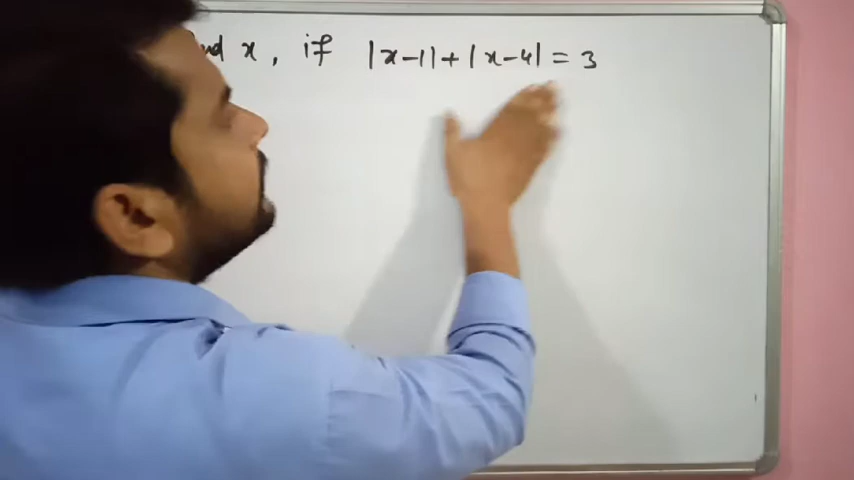 x, if |x-1|+|x-4| = 3